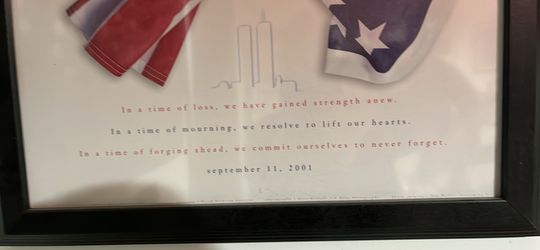 In a time of loss, we have gained strength anew.
In a time of mourning, we resolve to lift our hearts.
In a time of forging ahead, we commit ourselves to never forget.
september 11, 2001